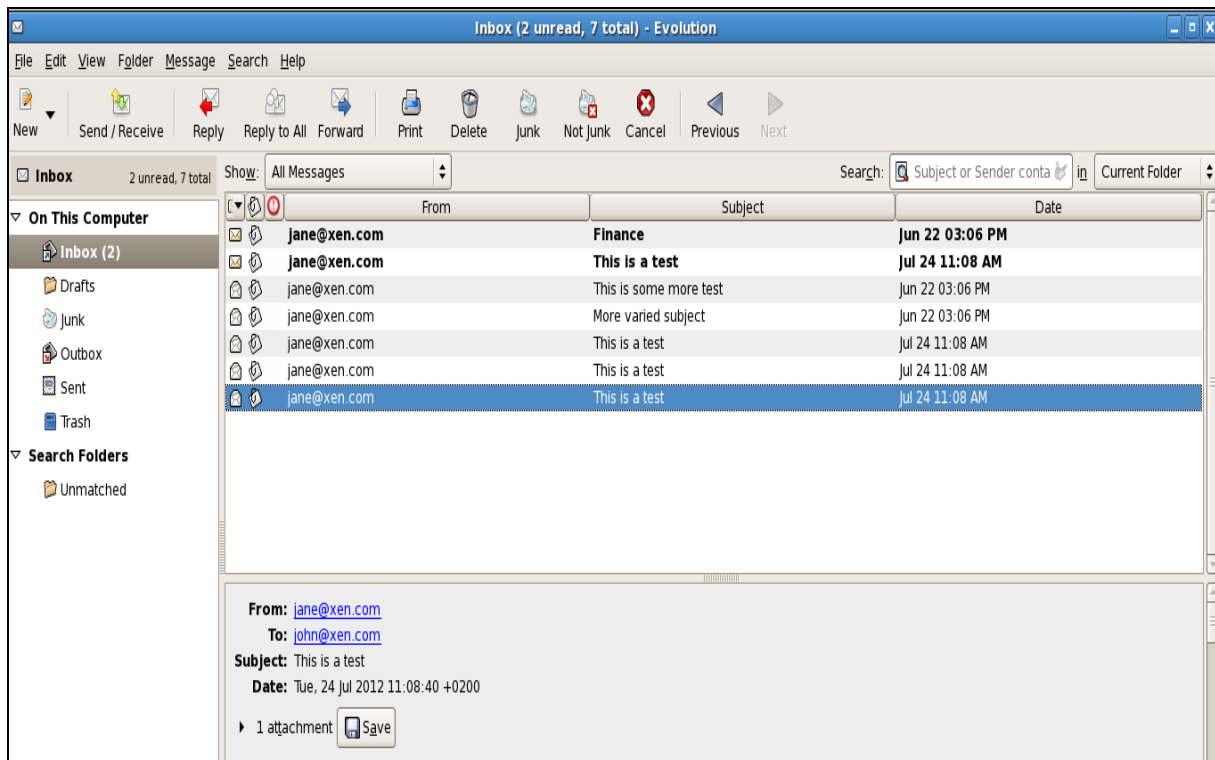 Inbox (2 unread, 7 total) - Evolution
File Edit View Folder Message Search Help
New Send / Receive Reply Reply to All Forward Print Delete Junk Not Junk Cancel Previous Next
Inbox 2 unread, 7 total Show: All Messages Search: Subject or Sender conta in Current Folder
On This Computer
Inbox (2)
Drafts
Junk
Outbox
Sent
Trash
Search Folders
Unmatched
From Subject Date
jane@xen.com Finance Jun 22 03:06 PM
jane@xen.com This is a test Jul 24 11:08 AM
jane@xen.com This is some more test Jun 22 03:06 PM
jane@xen.com More varied subject Jun 22 03:06 PM
jane@xen.com This is a test Jul 24 11:08 AM
jane@xen.com This is a test Jul 24 11:08 AM
jane@xen.com This is a test Jul 24 11:08 AM
From: jane@xen.com
To: john@xen.com
Subject: This is a test
Date: Tue, 24 Jul 2012 11:08:40 +0200
1 attachment Save